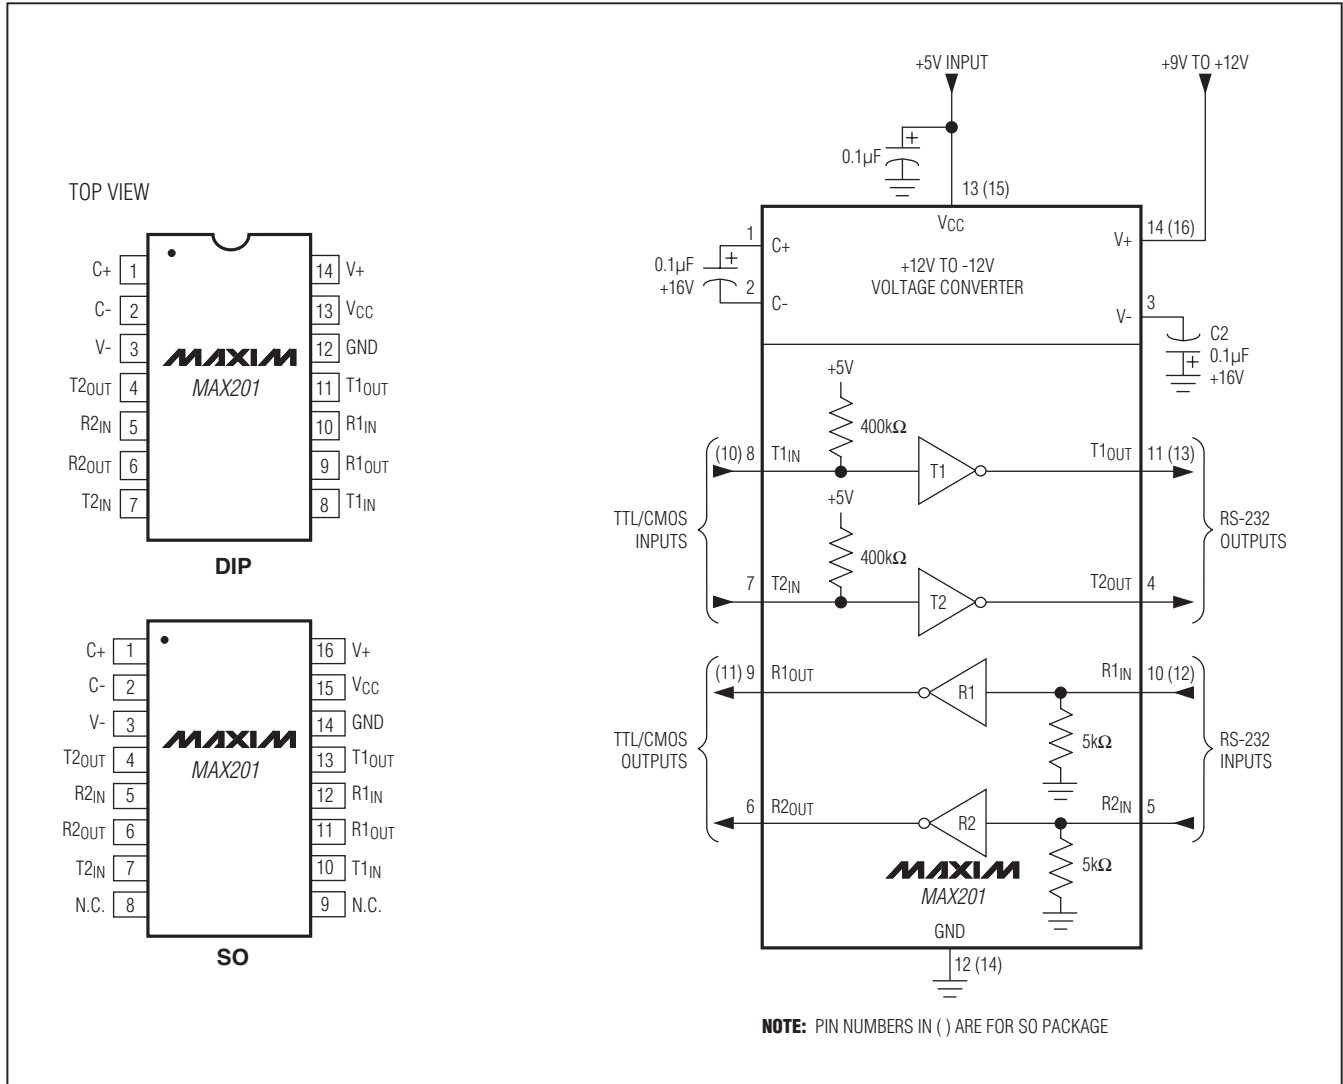 TOP VIEW
C+ 1 14 V+
C- 2 13 VCC
V- 3 12 GND
MAXIM
T2OUT 4 MAX201 11 T1OUT
R2IN 5 10 R1IN
R2OUT 6 9 R1OUT
T2IN 7 8 T1IN
DIP
C+ 1 16 V+
C- 2 15 VCC
V- 3 14 GND
MAXIM
T2OUT 4 MAX201 13 T1OUT
R2IN 5 12 R1IN
R2OUT 6 11 R1OUT
T2IN 7 10 T1IN
N.C. 8 9 N.C.
SO
+5V INPUT
+9V TO +12V
+
0.1µF
13 (15)
VCC
1
C+
V+
14 (16)
+
0.1µF
+16V
2
C-
+12V TO -12V
VOLTAGE CONVERTER
3
V-
C2
0.1µF
+
+16V
+5V
400kΩ
(10) 8 T1IN
T1
T1OUT 11 (13)
+5V
TTL/CMOS
INPUTS
RS-232
OUTPUTS
400kΩ
7 T2IN
T2
T2OUT 4
(11) 9 R1OUT
R1
R1IN 10 (12)
TTL/CMOS
OUTPUTS
5kΩ
RS-232
INPUTS
6 R2OUT
R2
R2IN 5
5kΩ
MAXIM
MAX201
GND
12 (14)
NOTE: PIN NUMBERS IN ( ) ARE FOR SO PACKAGE